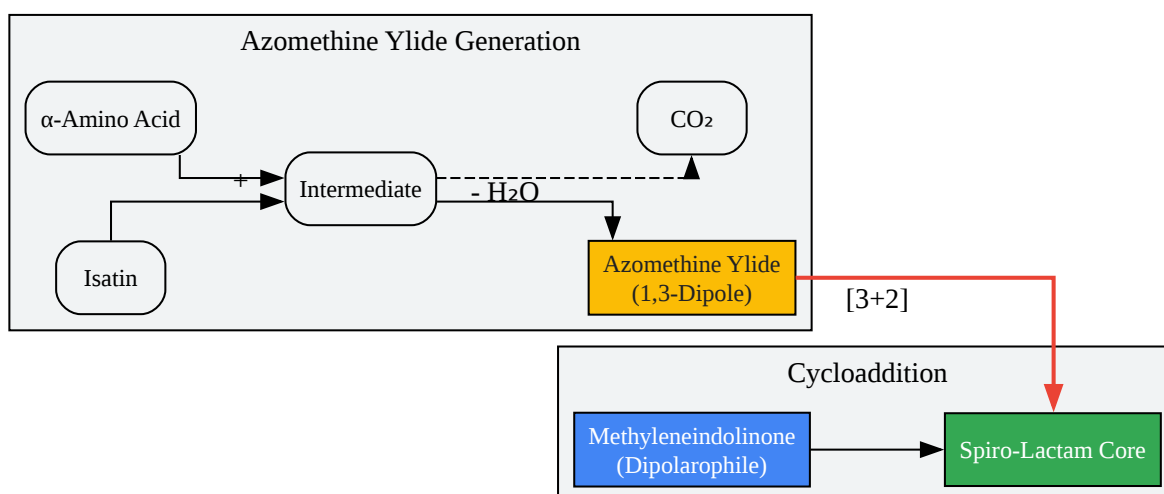 Azomethine Ylide Generation
α-Amino Acid
CO₂
+
Intermediate
- H₂O
Isatin
Azomethine Ylide
(1,3-Dipole)
[3+2]
Cycloaddition
Methyleneindolinone
(Dipolarophile)
Spiro-Lactam Core